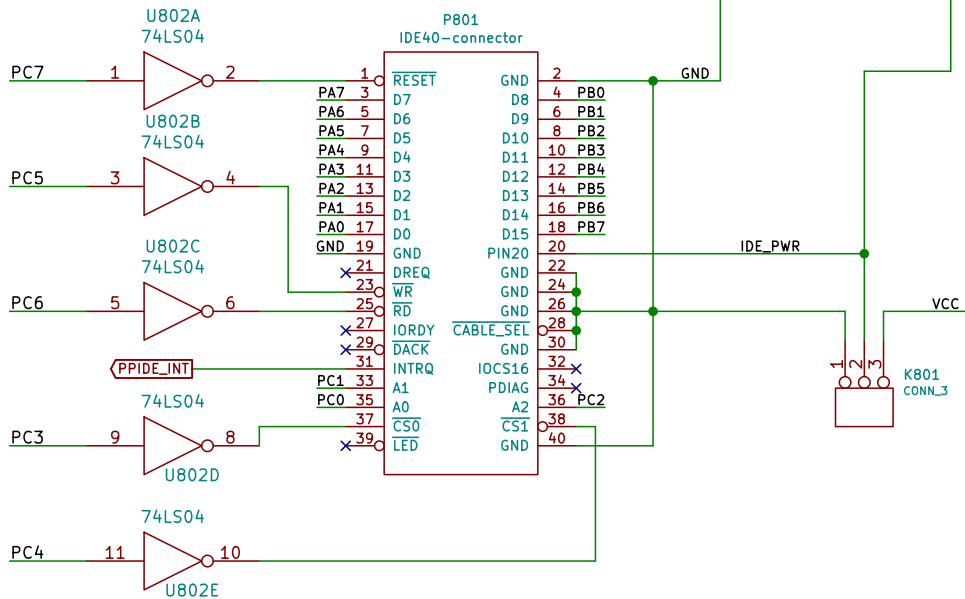 U802A
74LS04
PC7
1
2
U802B
74LS04
PC5
3
4
U802C
74LS04
PC6
5
6
PPIDE_INT
74LS04
PC3
9
8
U802D
74LS04
PC4
11
10
U802E
P801
IDE40-connector
1 RESET GND 2 GND
PA7 3 D7 D8 4 PB0
PA6 5 D6 D9 6 PB1
PA5 7 D5 D10 8 PB2
PA4 9 D4 D11 10 PB3
PA3 11 D3 D12 12 PB4
PA2 13 D2 D13 14 PB5
PA1 15 D1 D14 16 PB6
PA0 17 D0 D15 18 PB7
GND 19 GND PIN20 20 IDE_PWR
21 DREQ GND 22
23 WR GND 24
25 RD GND 26
27 IORDY CABLE_SEL 28
29 DACK GND 30
31 INTRQ IOCS16 32
PC1 33 A1 PDIAG 34
PC0 35 A0 A2 36 PC2
37 CS0 CS1 38
39 LED GND 40
VCC
1
2
3
K801
CONN_3